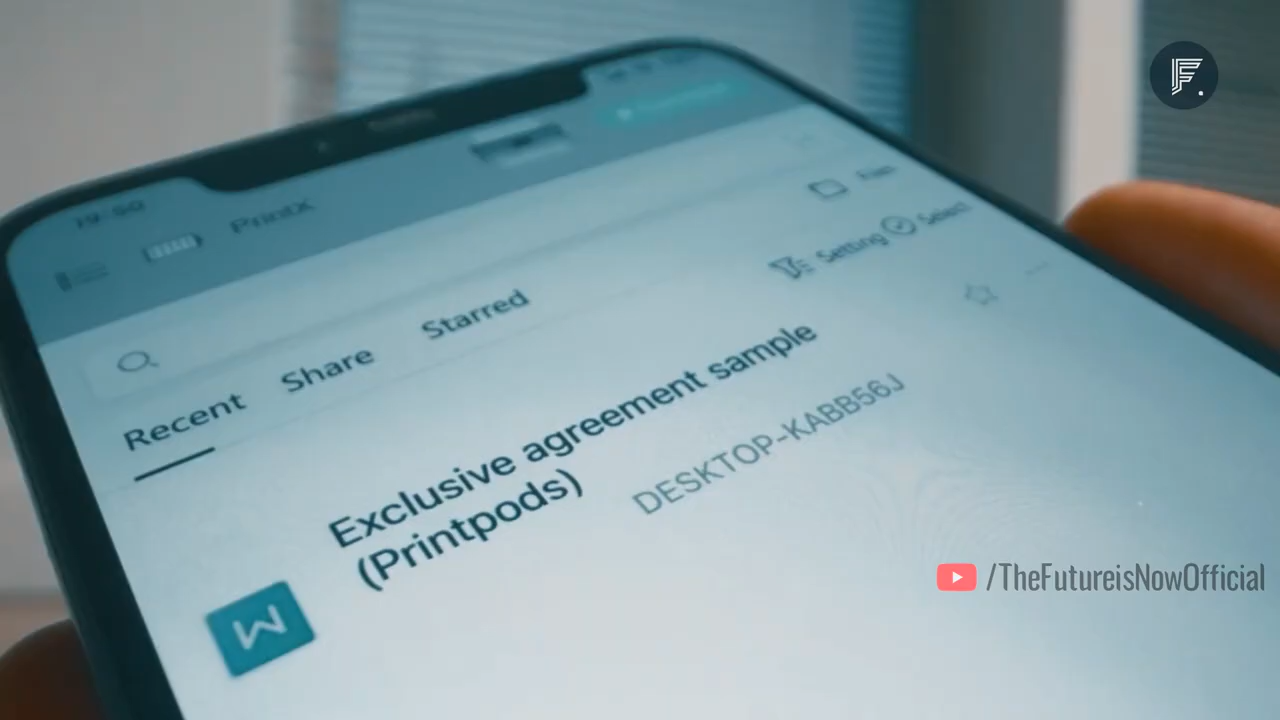 PrintX
Setting
Select
Recent
Share
Starred
Exclusive agreement sample
(Printpods)
DESKTOP-KABB56J
W
/TheFutureisNowOfficial
F.